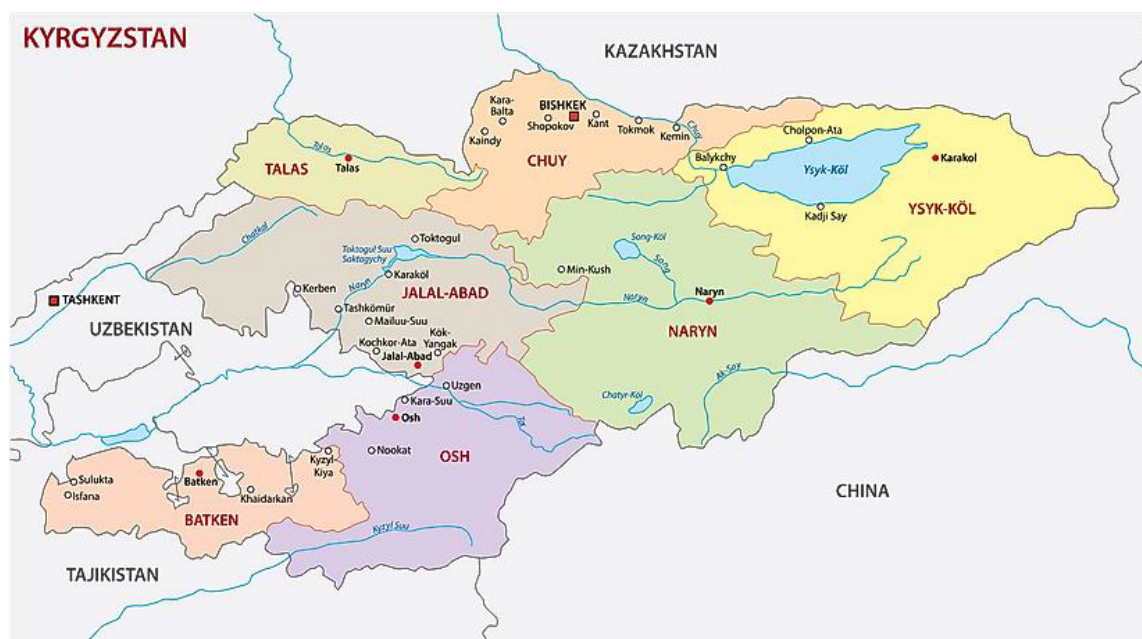 KYRGYZSTAN
KAZAKHSTAN
Kara-
Balta
BISHKEK
Shopokov
Kant
Kaindy
Tokmok
Kemin
Chuy
CHUY
Cholpon-Ata
Balykchy
Ysyk-Köl
Karakol
Kadji Say
YSYK-KÖL
Talas
TALAS
Talas
Chatkal
Toktogul
Toktogul Suu
Saktagychy
Karaköl
Naryn
Kerben
JALAL-ABAD
Tashkömür
Mailuu-Suu
Kök-
Yangak
Kochkor-Ata
Jalal-Abad
Song-Köl
Song
Min-Kush
Naryn
Naryn
NARYN
Ak-Say
Chatyr-Köl
TASHKENT
UZBEKISTAN
Uzgen
Kara-Suu
Osh
Tar
Nookat
OSH
Kyzyl-
Kiya
Kyzyl Suu
Sulukta
Isfana
Batken
Khaidarkan
BATKEN
CHINA
TAJIKISTAN